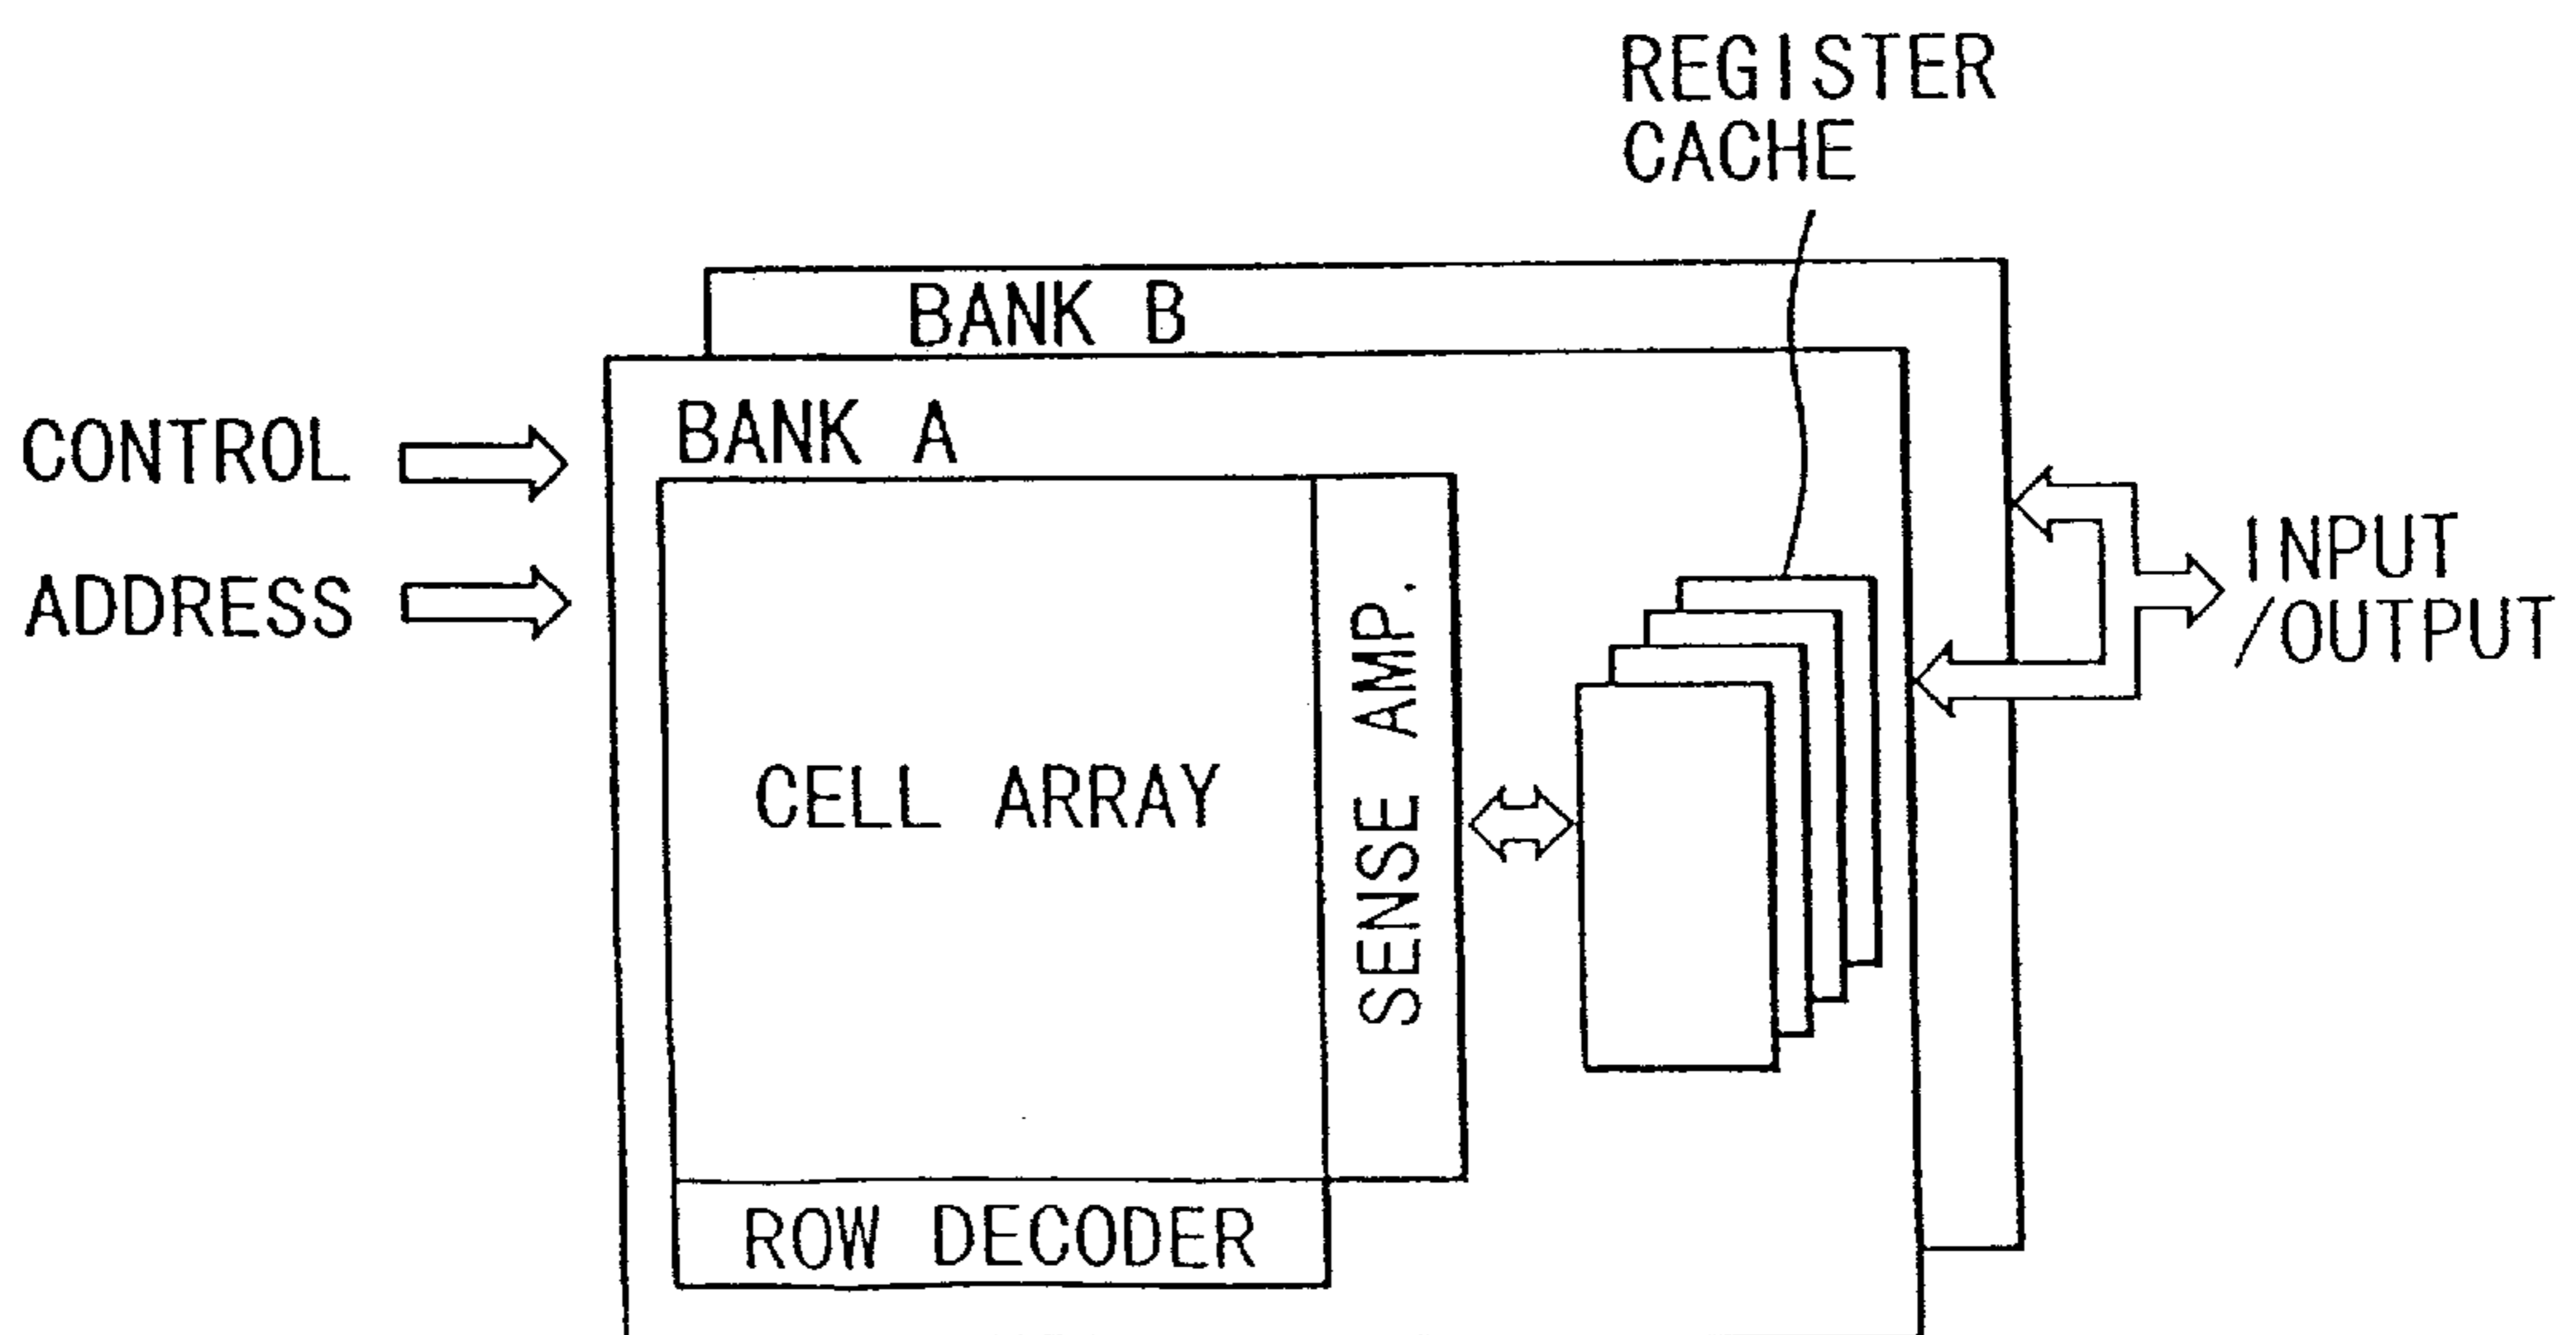 REGISTER
CACHE
BANK B
BANK A
CONTROL
ADDRESS
CELL ARRAY
SENSE AMP.
INPUT
/OUTPUT
ROW DECODER